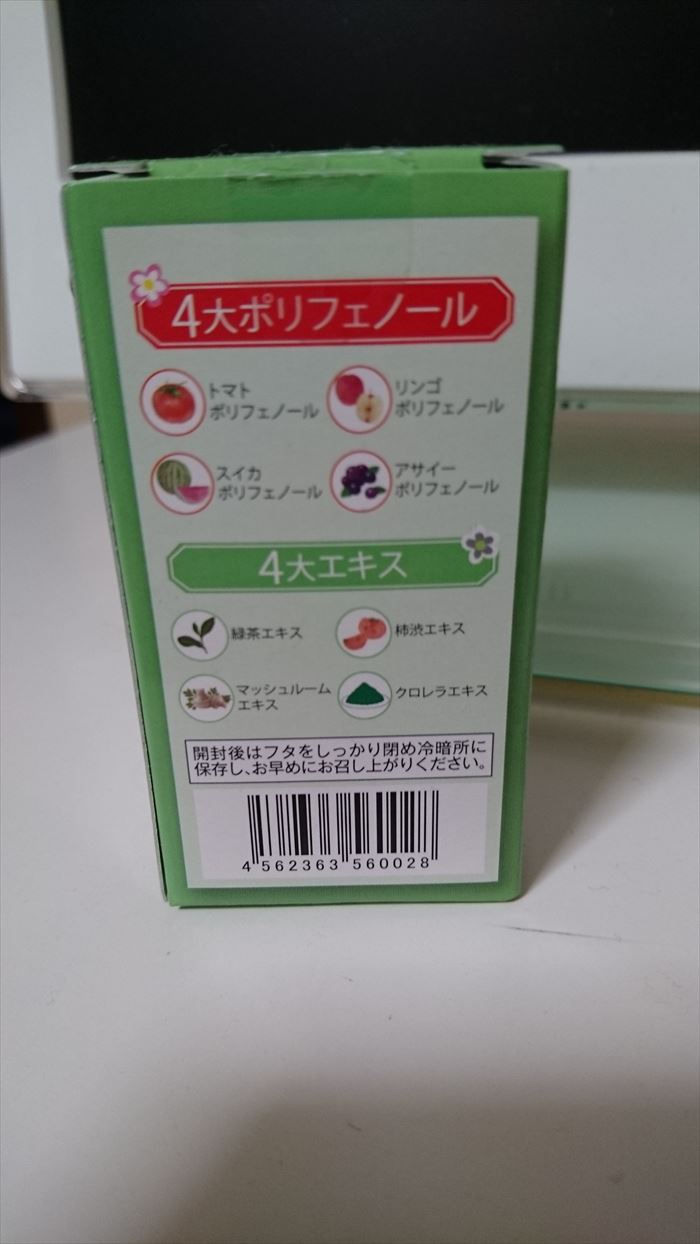 4大ポリフェノール
トマト
ポリフェノール
リンゴ
ポリフェノール
スイカ
ポリフェノール
アサイー
ポリフェノール
4大エキス
緑茶エキス
柿渋エキス
マッシュルーム
エキス
クロレラエキス
開封後はフタをしっかり閉め冷暗所に
保存し、お早めにお召し上がりください。
4 562363 560028